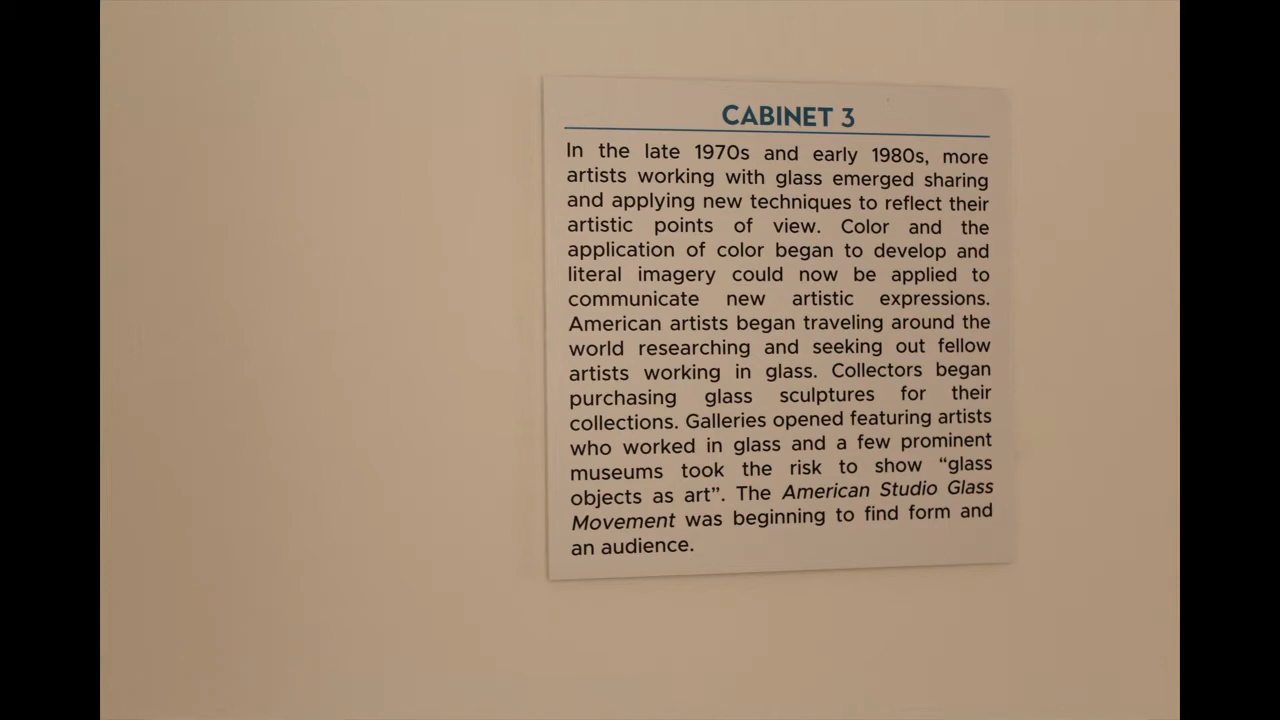 CABINET 3
In the late 1970s and early 1980s, more
artists working with glass emerged sharing
and applying new techniques to reflect their
artistic points of view. Color and the
application of color began to develop and
literal imagery could now be applied to
communicate new artistic expressions.
American artists began traveling around the
world researching and seeking out fellow
artists working in glass. Collectors began
purchasing glass sculptures for their
collections. Galleries opened featuring artists
who worked in glass and a few prominent
museums took the risk to show “glass
objects as art”. The American Studio Glass
Movement was beginning to find form and
an audience.